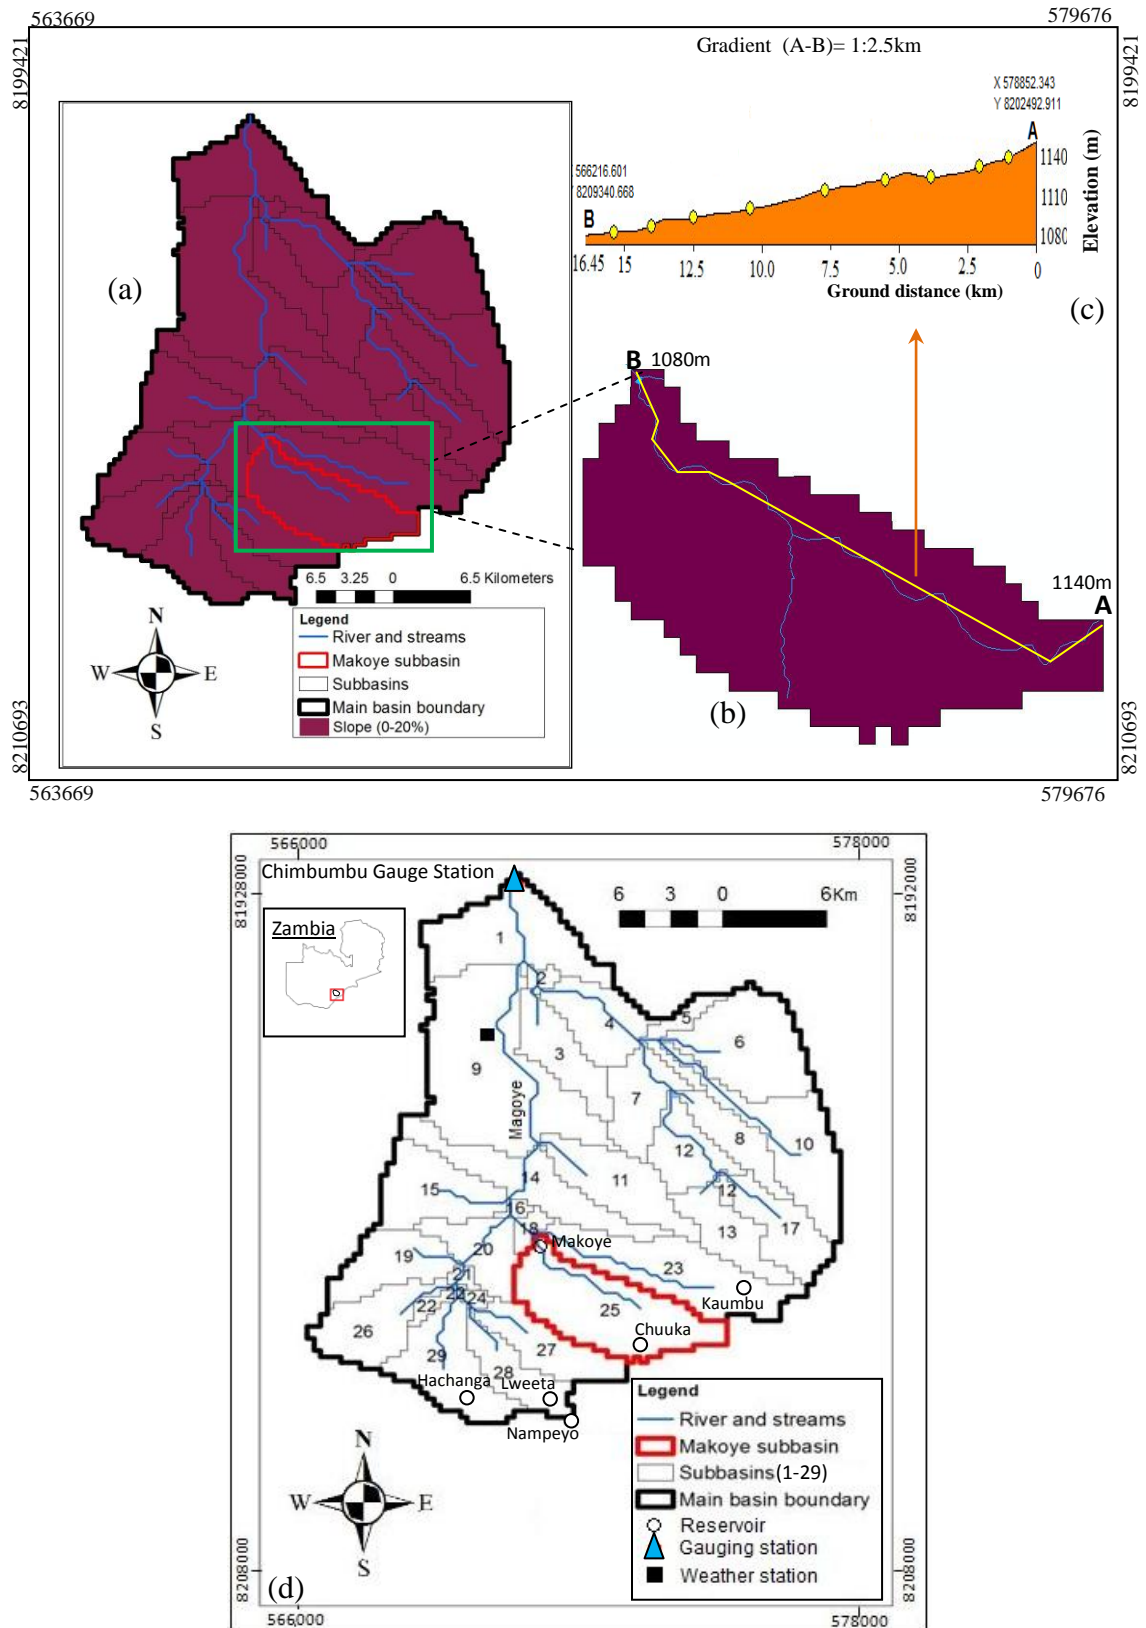 563669
579676
8199421
8199421
Gradient (A-B)= 1:2.5km
X 578852.343
Y 8202492.911
A
1140
1110
1080
Elevation (m)
566216.601
8209340.668
B
16.45 15 12.5 10.0 7.5 5.0 2.5 0
Ground distance (km)
(c)
(a)
B 1080m
1140m
A
(b)
6.5 3.25 0 6.5 Kilometers
Legend
River and streams
Makoye subbasin
Subbasins
Main basin boundary
Slope (0-20%)
N
W E
S
8210693
8210693
563669
579676
566000 578000
Chimbumbu Gauge Station
8192000
6 3 0 6Km
Zambia
1
2
4
5
6
3
9
7
Magoye
8
10
12
14
11
15
12
16
13
17
18
Makoye
19
20
23
21
Kaumbu
22
24
22
25
26
Chuuka
27
29
28
Hachanga
Lweeta
Nampeyo
Legend
River and streams
Makoye subbasin
Subbasins(1-29)
Main basin boundary
Reservoir
Gauging station
Weather station
N
W E
S
8208000
8208000
(d)
566000 578000